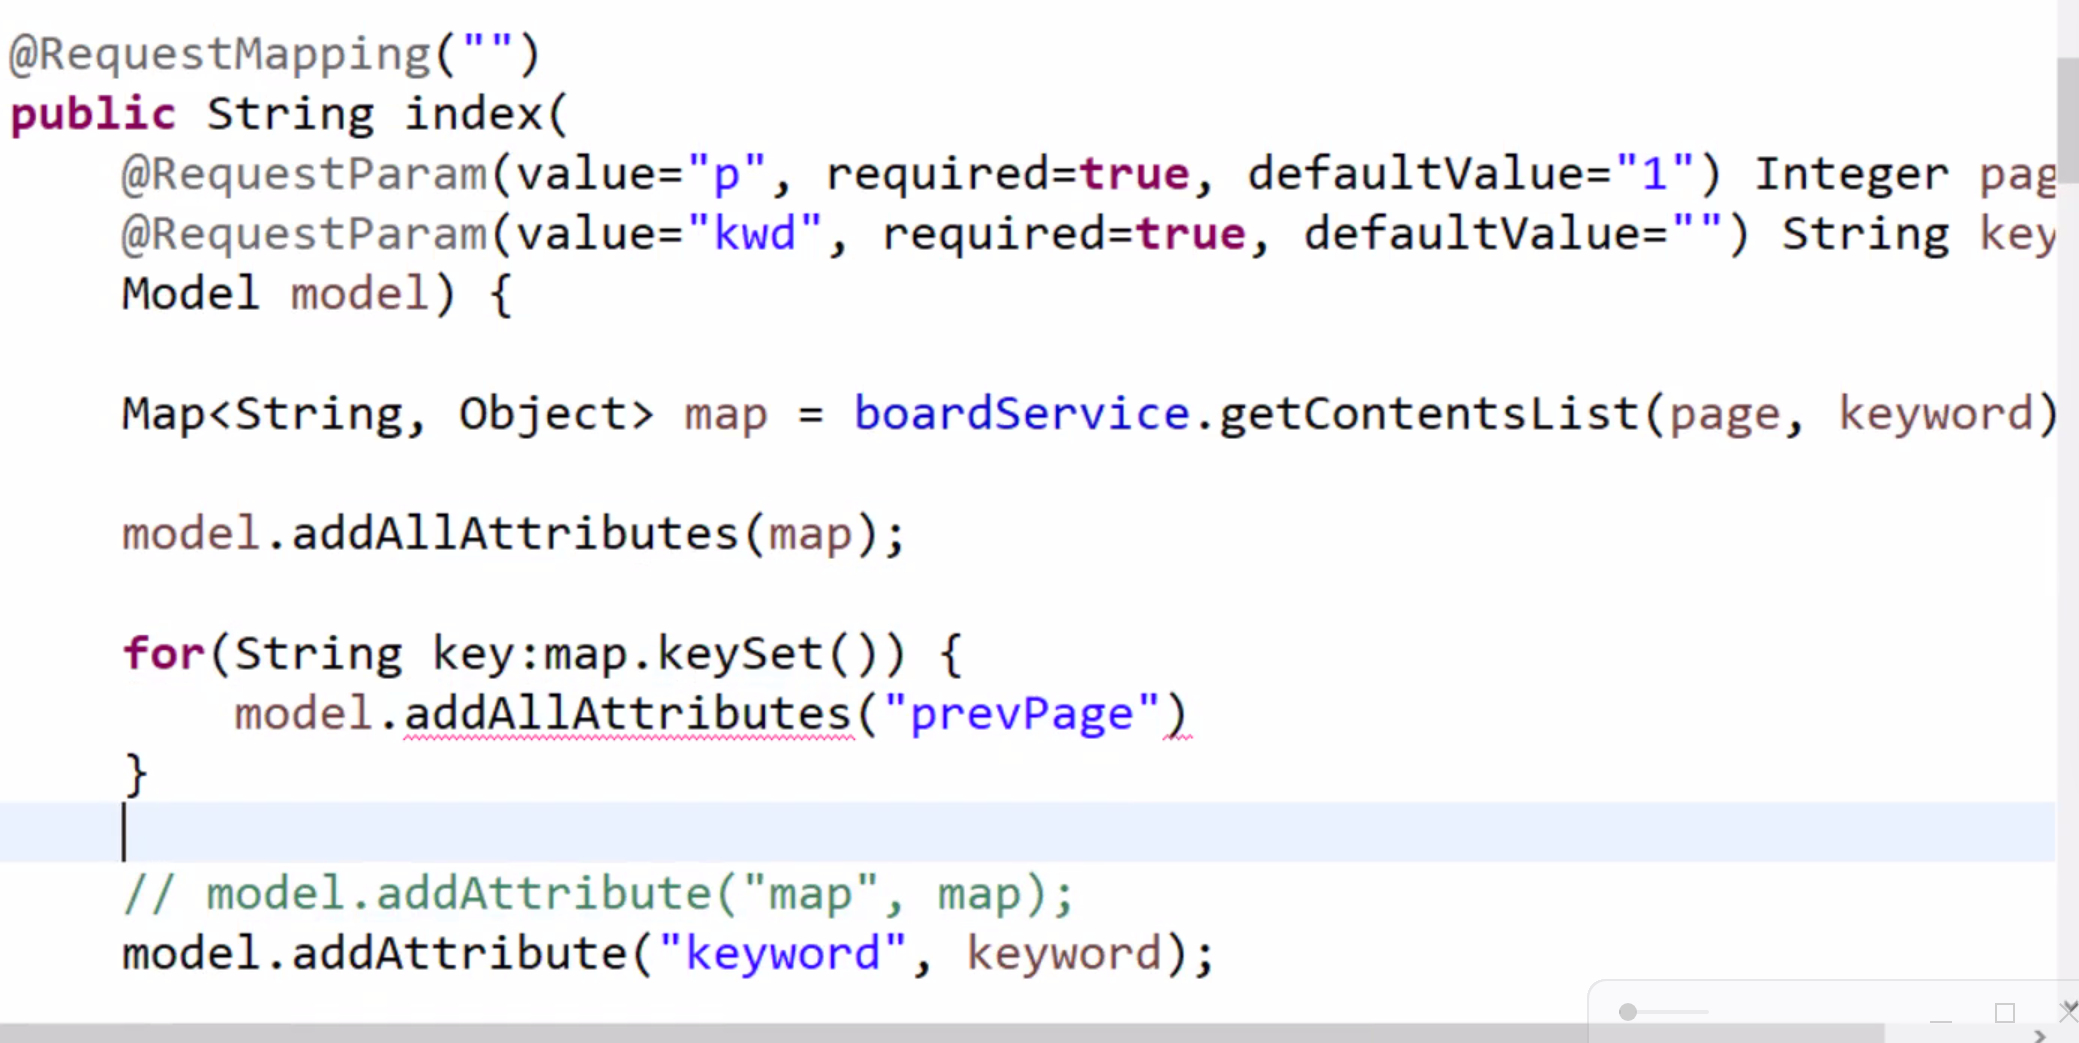 @RequestMapping("")
public String index(
@RequestParam(value="p", required=true, defaultValue="1") Integer pag
@RequestParam(value="kwd", required=true, defaultValue="") String key
Model model) {
Map<String, Object> map = boardService.getContentsList(page, keyword)
model.addAllAttributes(map);
for(String key:map.keySet()) {
model.addAllAttributes("prevPage")
}
// model.addAttribute("map", map);
model.addAttribute("keyword", keyword);